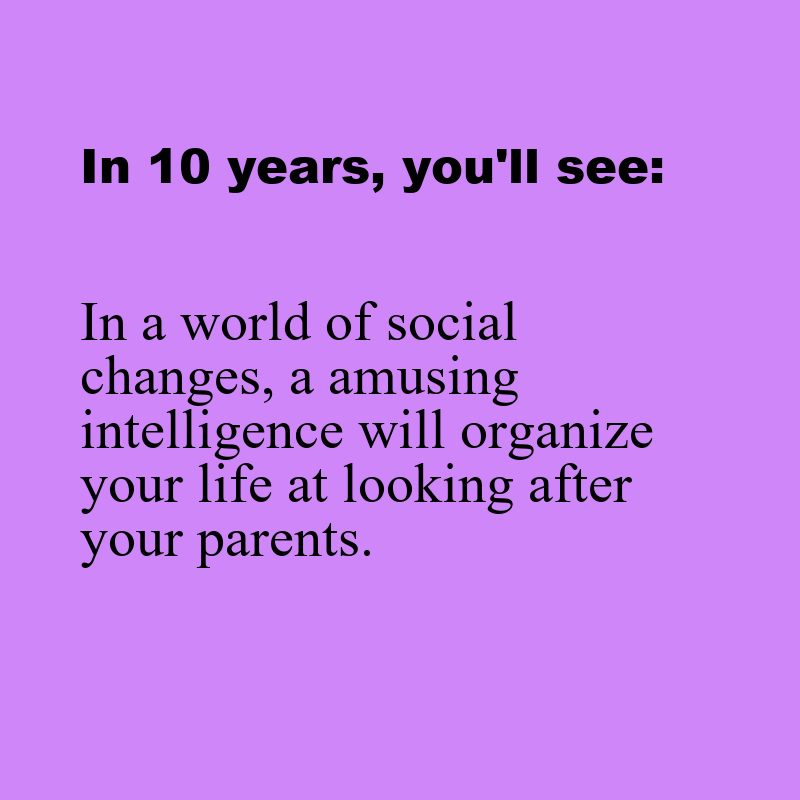 In 10 years, you'll see:
In a world of social
changes, a amusing
intelligence will organize
your life at looking after
your parents.